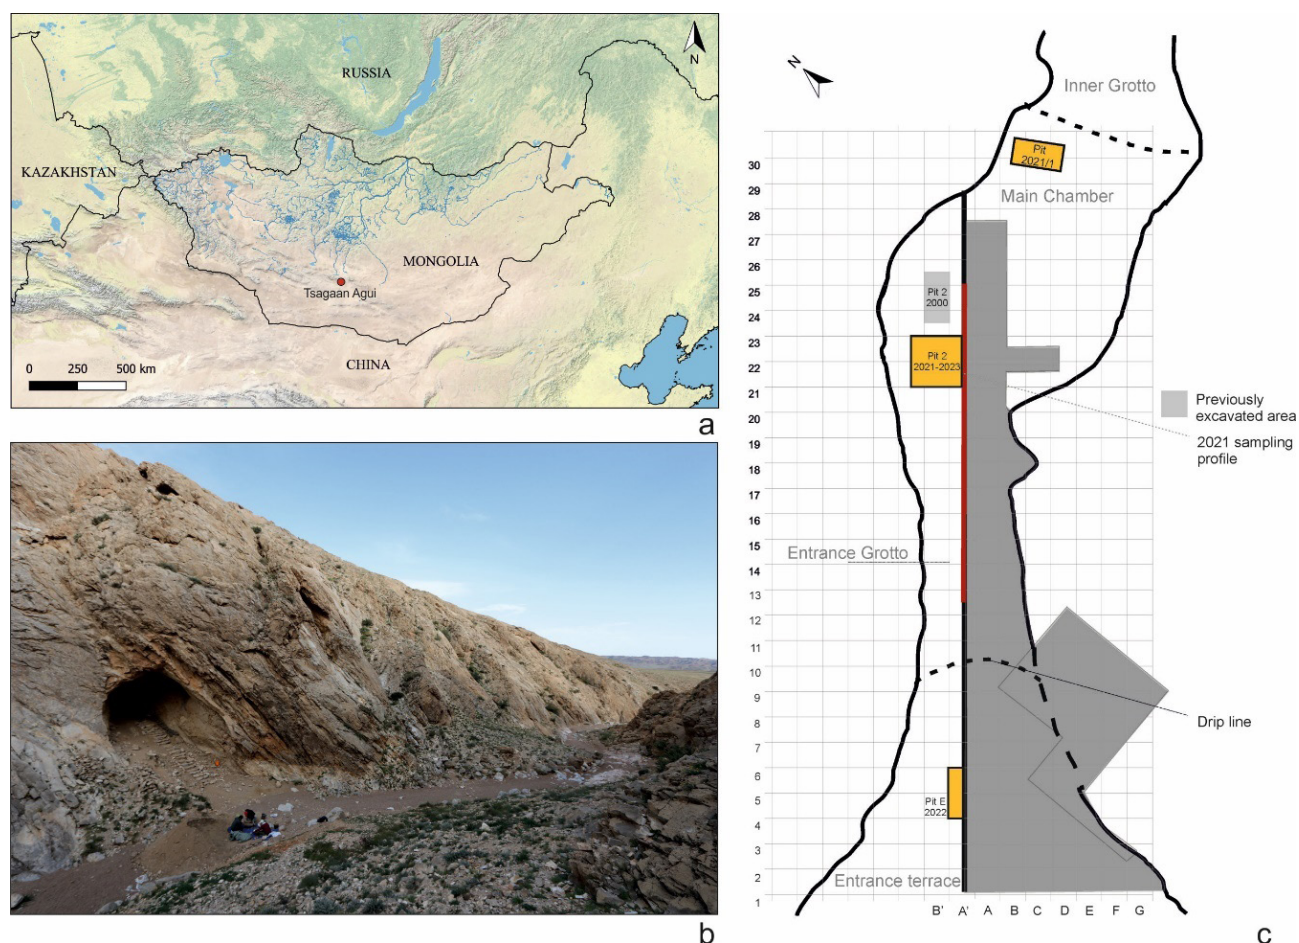 N
RUSSIA
KAZAKHSTAN
MONGOLIA
Tsagaan Agui
CHINA
0 250 500 km
a
b
N
Inner Grotto
Pit
2021/1
Main Chamber
Pit 2
2000
Pit 2
2021-2023
Previously
excavated area
2021 sampling
profile
Entrance Grotto
Drip line
Pit E
2022
Entrance terrace
30
29
28
27
26
25
24
23
22
21
20
19
18
17
16
15
14
13
12
11
10
9
8
7
6
5
4
3
2
1
B' A' A B C D E F G
c